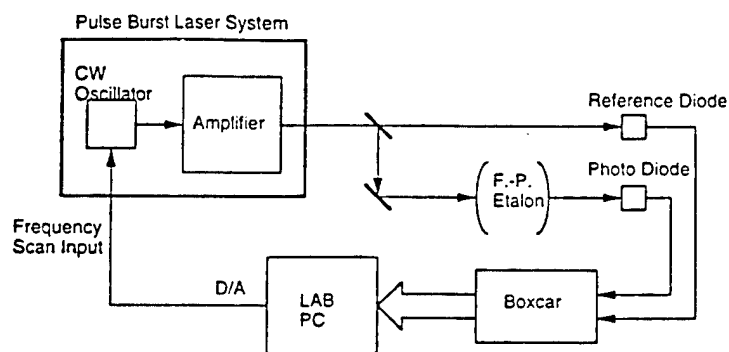 Pulse Burst Laser System
CW
Oscillator
Amplifier
Reference Diode
Photo Diode
F.-P.
Etalon
Frequency
Scan Input
D/A
LAB
PC
Boxcar